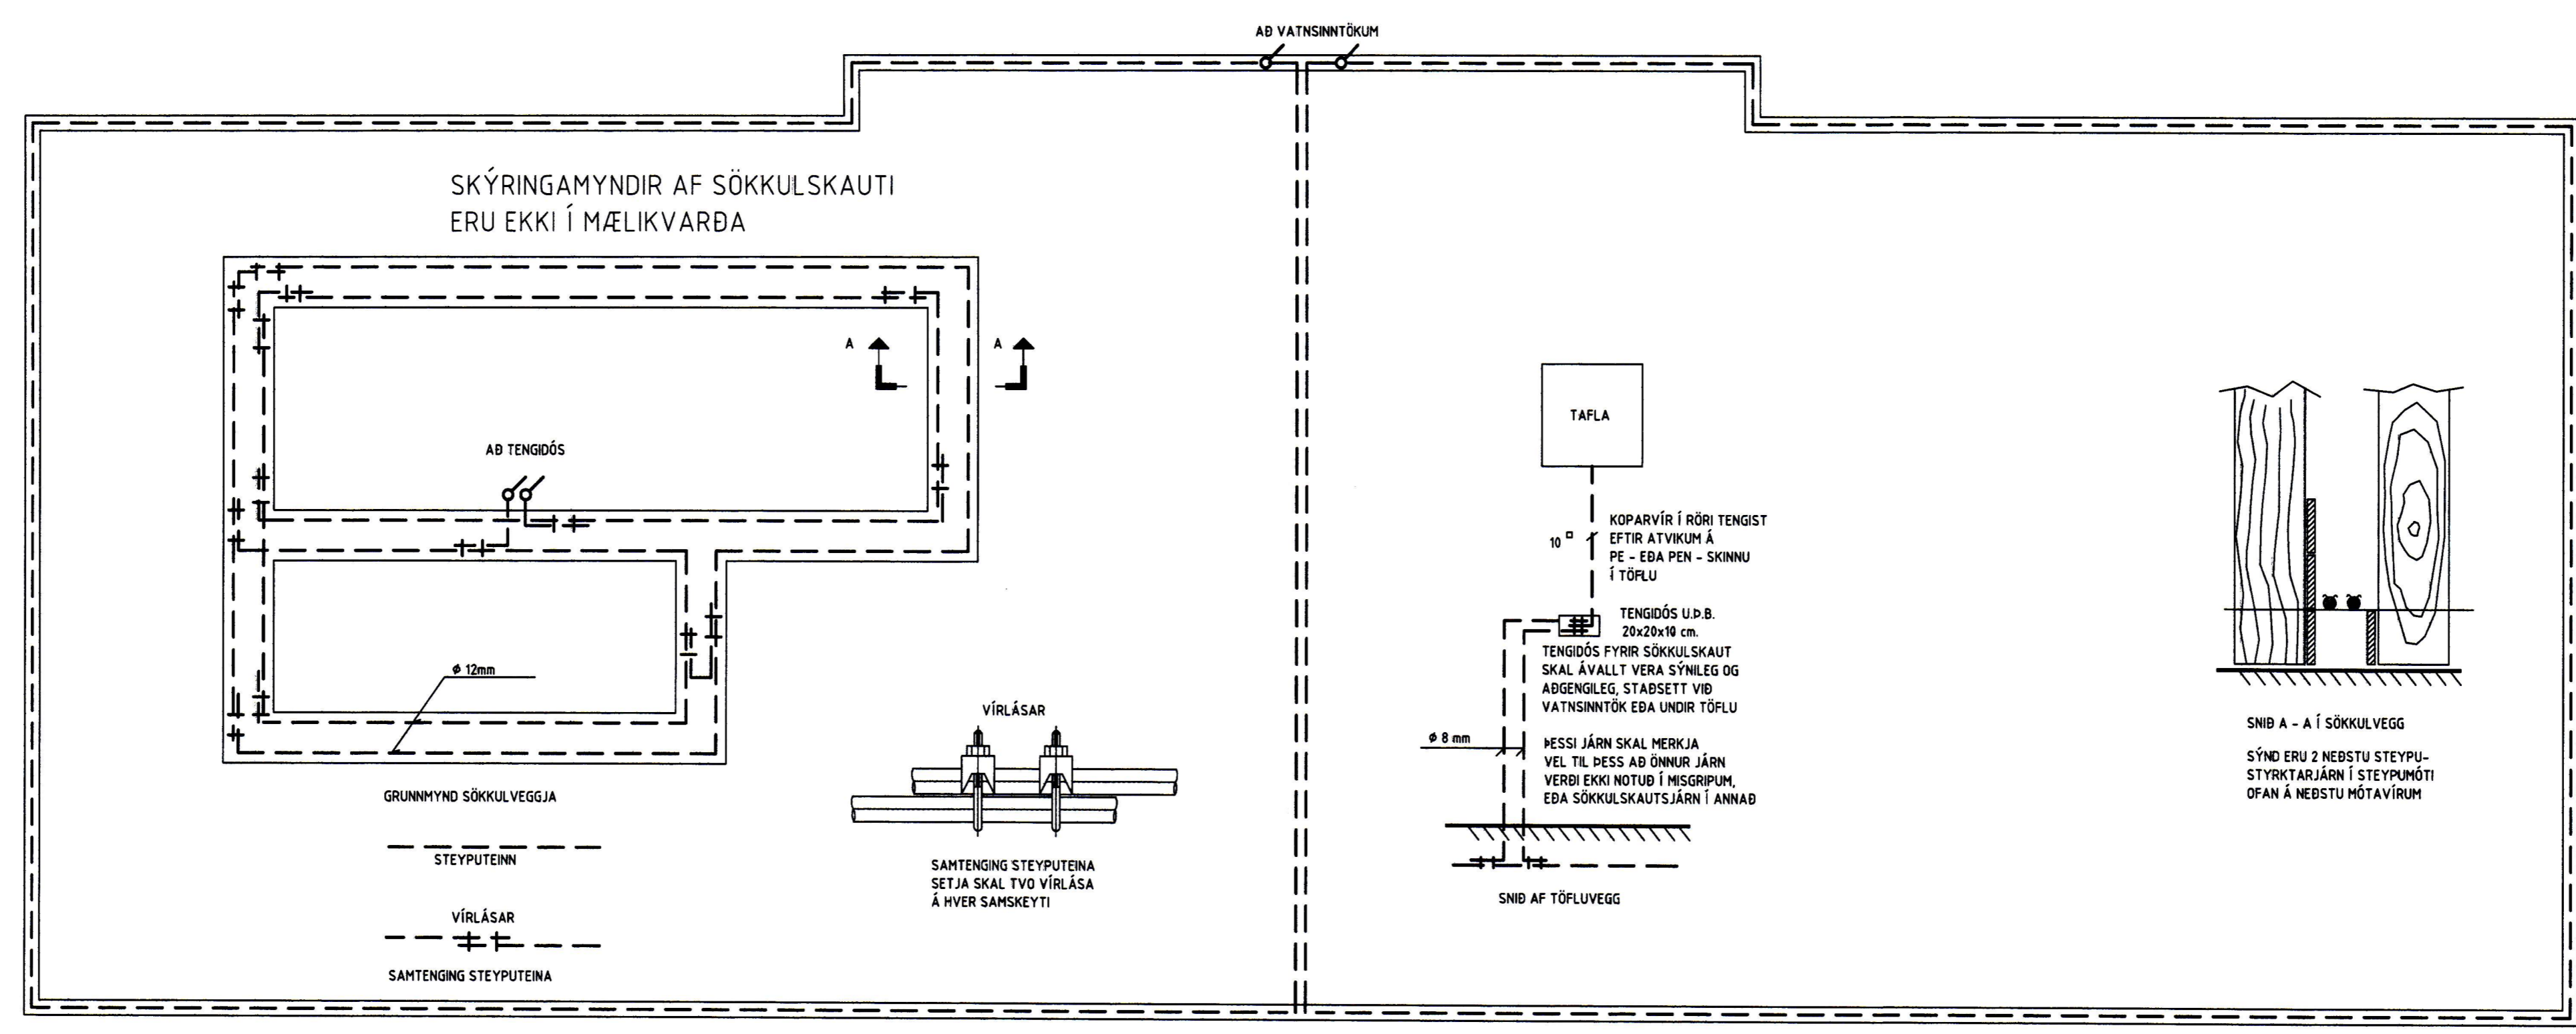 AÐ VATNSINNTÖKUM
SKÝRINGAMYNDIR AF SÖKKULSKAUTI
ERU EKKI Í MÆLIKVARÐA
A
A
AÐ TENGIDÓS
ø 12mm
GRUNNMYND SÖKKULVEGGJA
STEYPUTEINN
VÍRLÁSAR
SAMTENGING STEYPUTEINA
VÍRLÁSAR
SAMTENGING STEYPUTEINA
SETJA SKAL TVO VÍRLÁSA
Á HVER SAMSKEYTI
TAFLA
10 □
KOPARVÍR Í RÖRI TENGIST
EFTIR ATVIKUM Á
PE - EÐA PEN - SKINNU
Í TÖFLU
TENGIDÓS U.Þ.B.
20x20x10 cm.
TENGIDÓS FYRIR SÖKKULSKAUT
SKAL ÁVALLT VERA SÝNILEG OG
AÐGENGILEG, STAÐSETT VIÐ
VATNSINNTÖK EÐA UNDIR TÖFLU
ø 8 mm
ÞESSI JÁRN SKAL MERKJA
VEL TIL ÞESS AÐ ÖNNUR JÁRN
VERÐI EKKI NOTUÐ Í MISGRIPUM,
EÐA SÖKKULSKAUTSJÁRN Í ANNAÐ
SNIÐ AF TÖFLUVEGG
SNIÐ A - A Í SÖKKULVEGG
SÝND ERU 2 NEÐSTU STEYPU-
STYRKTARJÁRN Í STEYPUMÓTI
OFAN Á NEÐSTU MÓTAVÍRUM